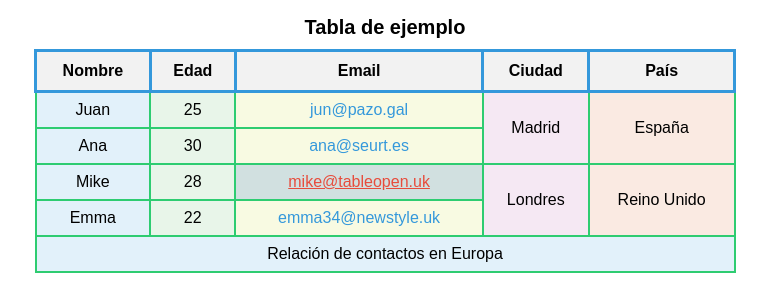 Tabla de ejemplo
Nombre Edad Email Ciudad País
Juan 25 jun@pazo.gal Madrid España
Ana 30 ana@seurt.es
Mike 28 mike@tableopen.uk Londres Reino Unido
Emma 22 emma34@newstyle.uk
Relación de contactos en Europa